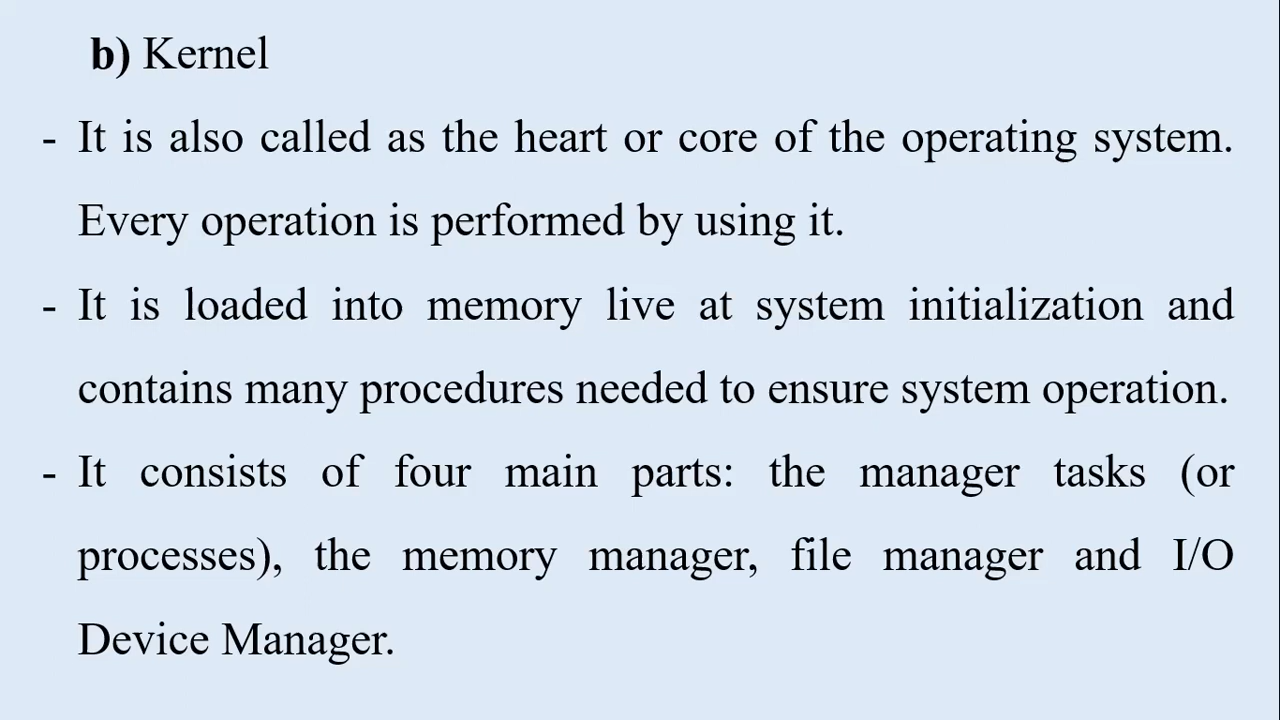 b) Kernel
- It is also called as the heart or core of the operating system.
Every operation is performed by using it.
- It is loaded into memory live at system initialization and
contains many procedures needed to ensure system operation.
- It consists of four main parts: the manager tasks (or
processes), the memory manager, file manager and I/O
Device Manager.